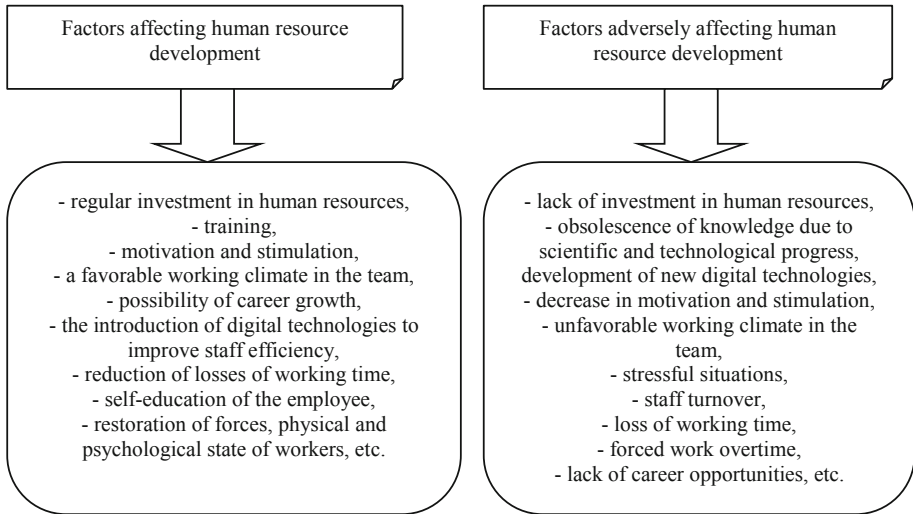 Factors affecting human resource
development
- regular investment in human resources,
- training,
- motivation and stimulation,
- a favorable working climate in the team,
- possibility of career growth,
- the introduction of digital technologies to
improve staff efficiency,
- reduction of losses of working time,
- self-education of the employee,
- restoration of forces, physical and
psychological state of workers, etc.
Factors adversely affecting human
resource development
- lack of investment in human resources,
- obsolescence of knowledge due to
scientific and technological progress,
development of new digital technologies,
- decrease in motivation and stimulation,
- unfavorable working climate in the
team,
- stressful situations,
- staff turnover,
- loss of working time,
- forced work overtime,
- lack of career opportunities, etc.